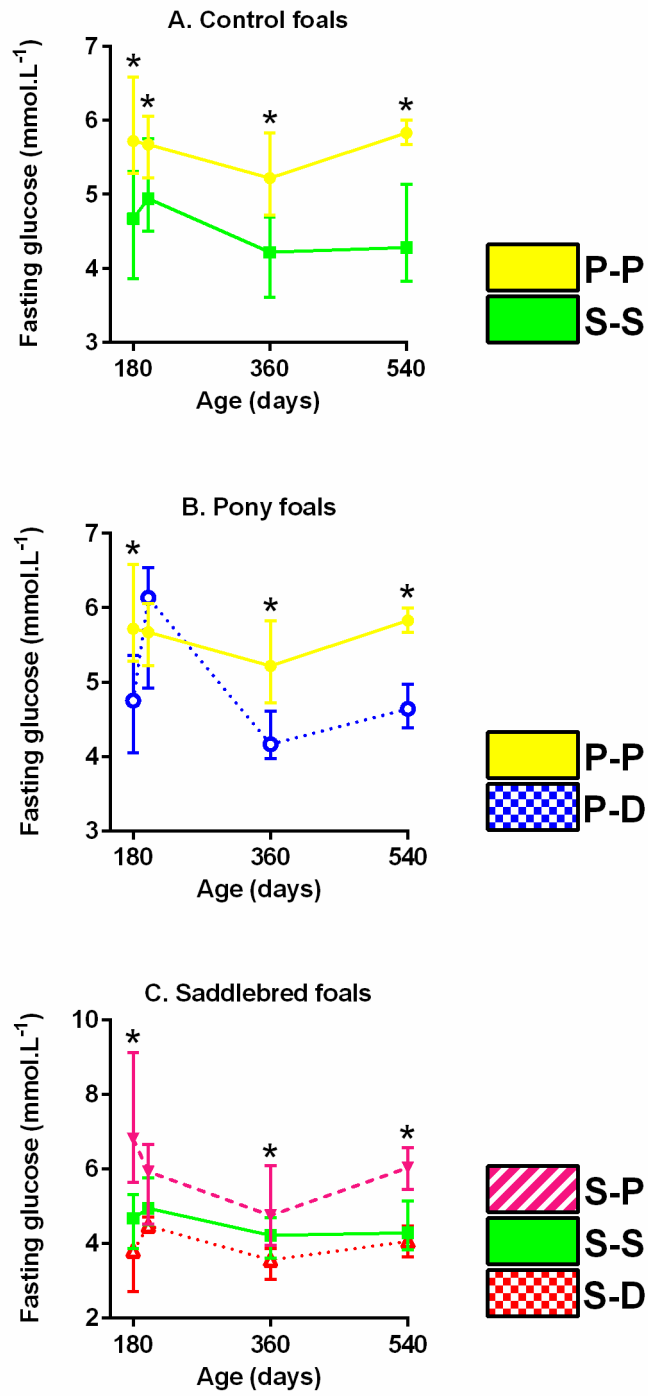 A. Control foals
Fasting glucose (mmol.L⁻¹)
7
6
5
4
3
* * * *
180 360 540
Age (days)
P-P
S-S
B. Pony foals
Fasting glucose (mmol.L⁻¹)
7
6
5
4
3
* * *
180 360 540
Age (days)
P-P
P-D
C. Saddlebred foals
Fasting glucose (mmol.L⁻¹)
10
8
6
4
2
* * *
180 360 540
Age (days)
S-P
S-S
S-D